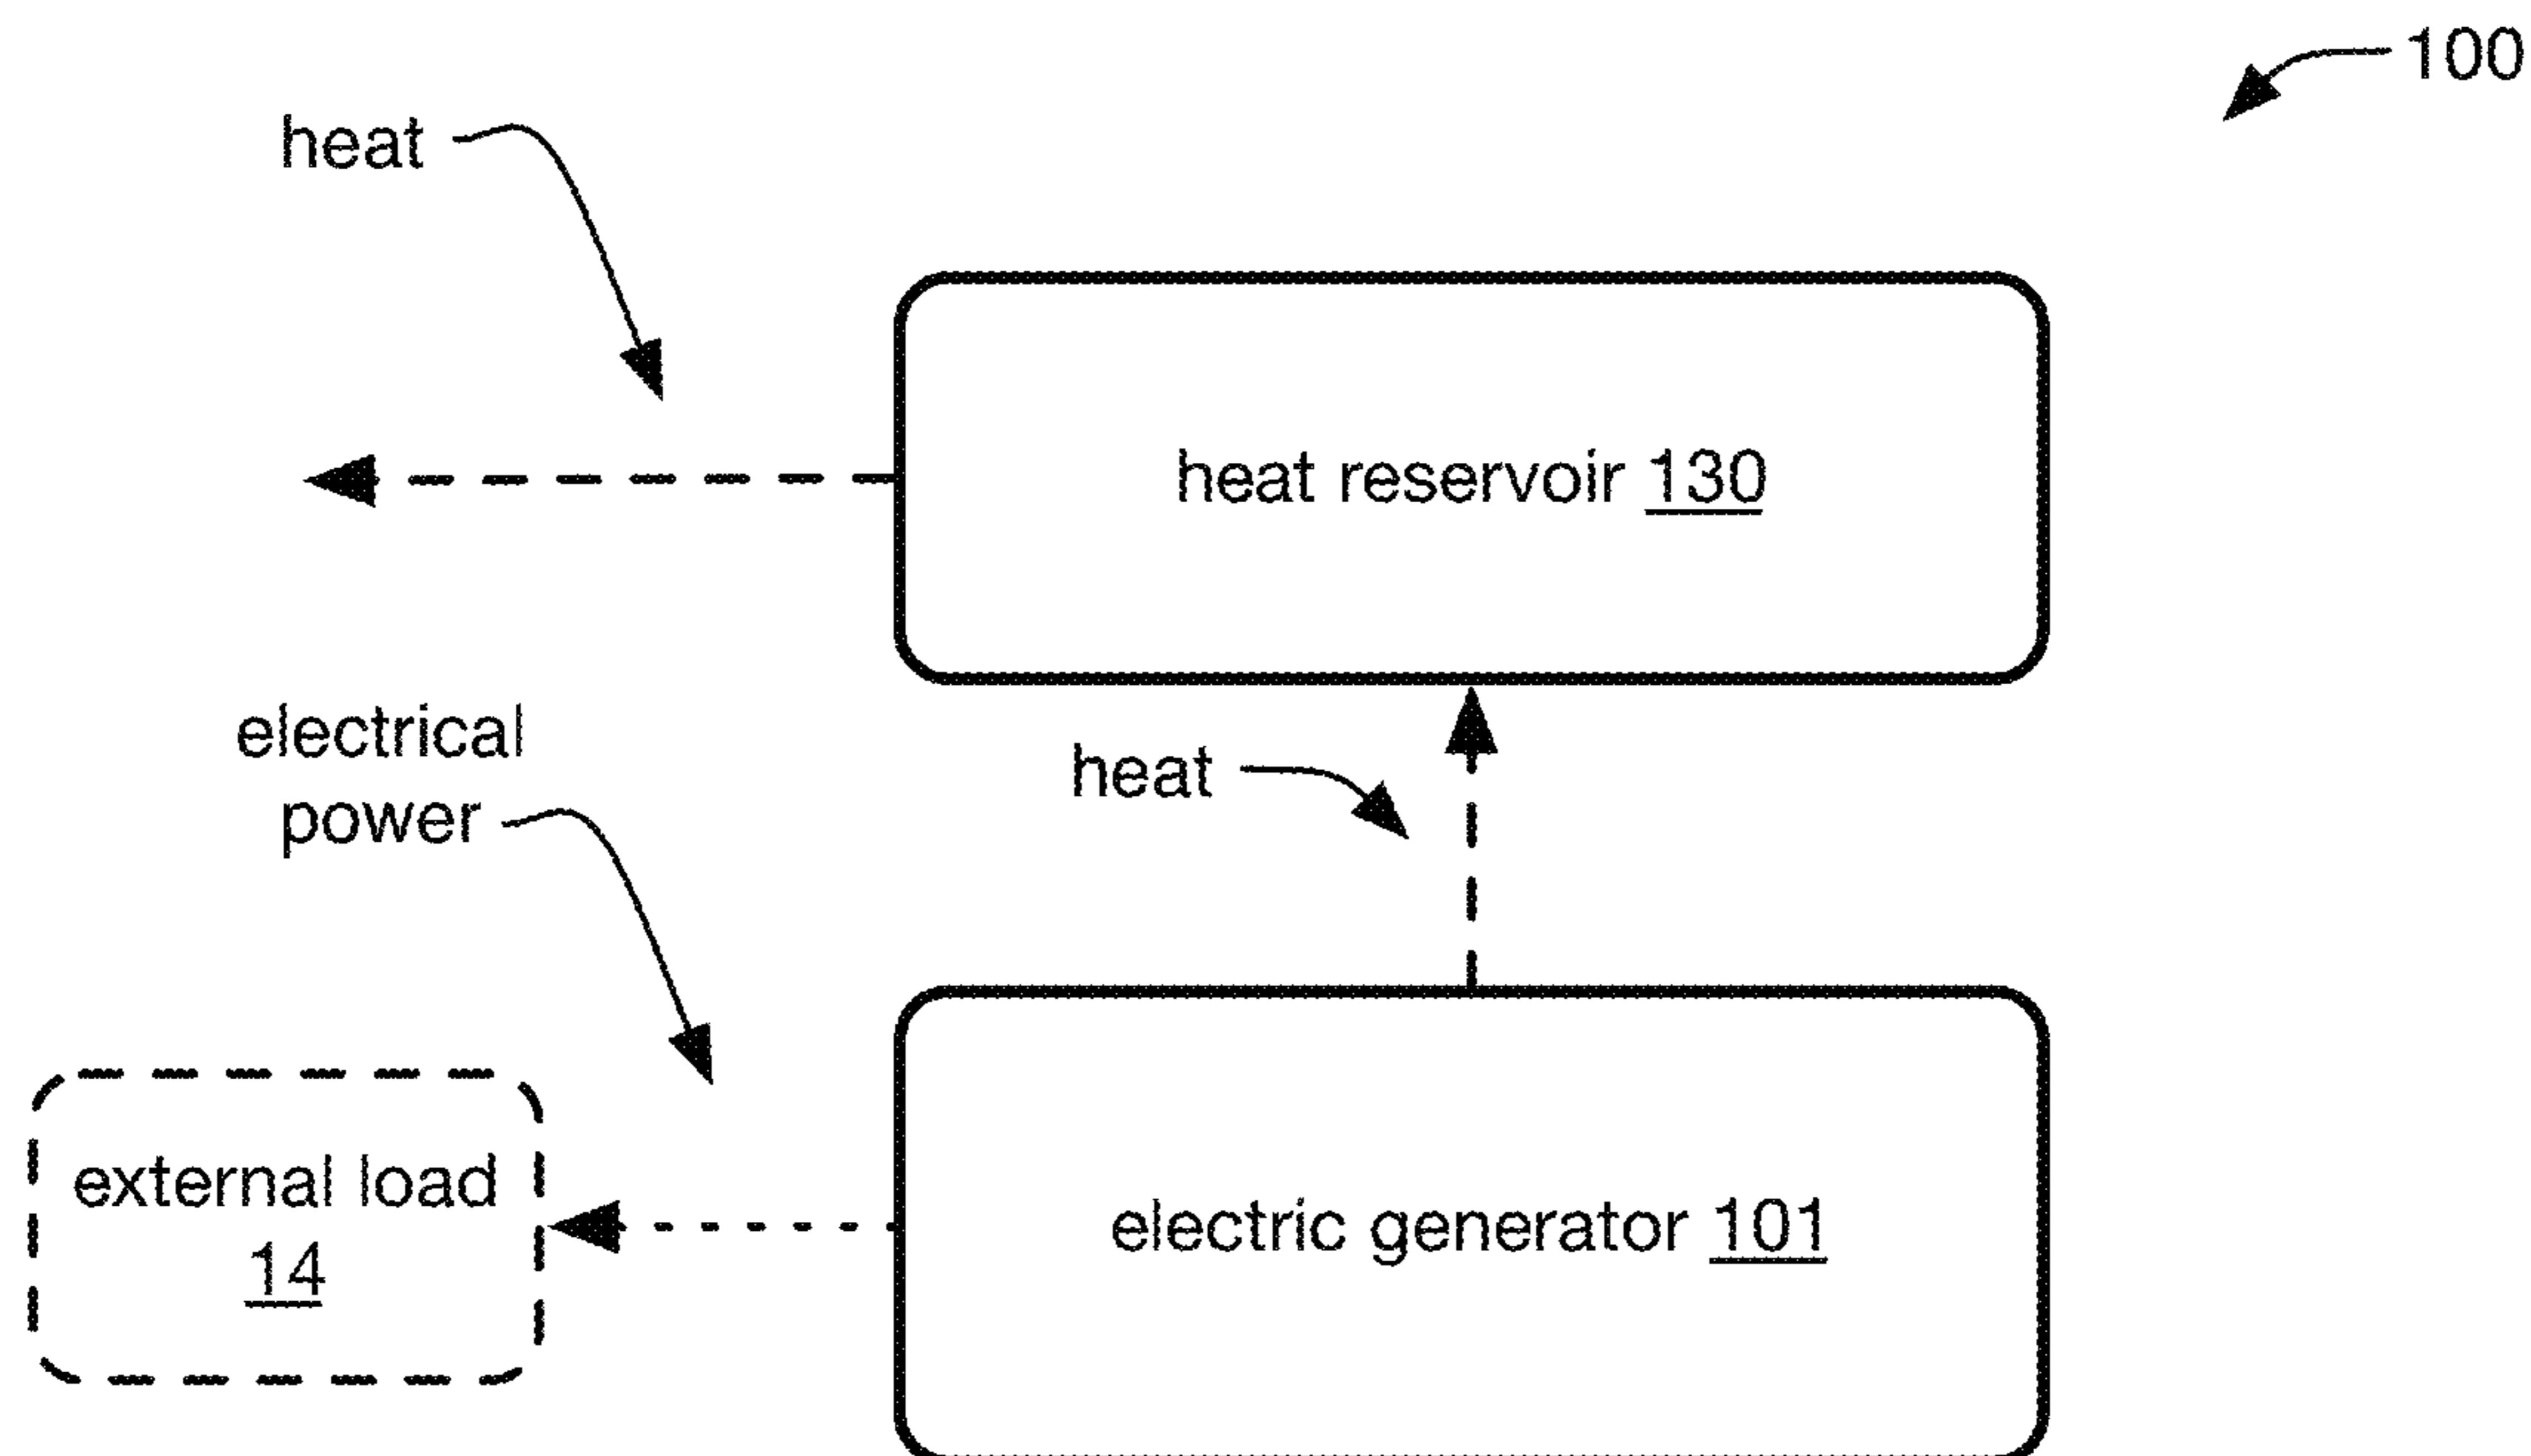 100
heat
heat reservoir 130
electrical
power
heat
external load
14
electric generator 101